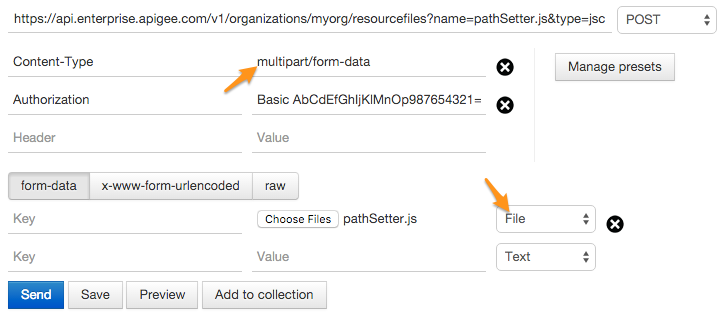 https://api.enterprise.apigee.com/v1/organizations/myorg/resourcefiles?name=pathSetter.js&type=jsc POST
Content-Type multipart/form-data Manage presets
Authorization Basic AbCdEfGhIjKlMnOp987654321=
Header Value
form-data x-www-form-urlencoded raw
Key Choose Files pathSetter.js File
Key Value Text
Send Save Preview Add to collection